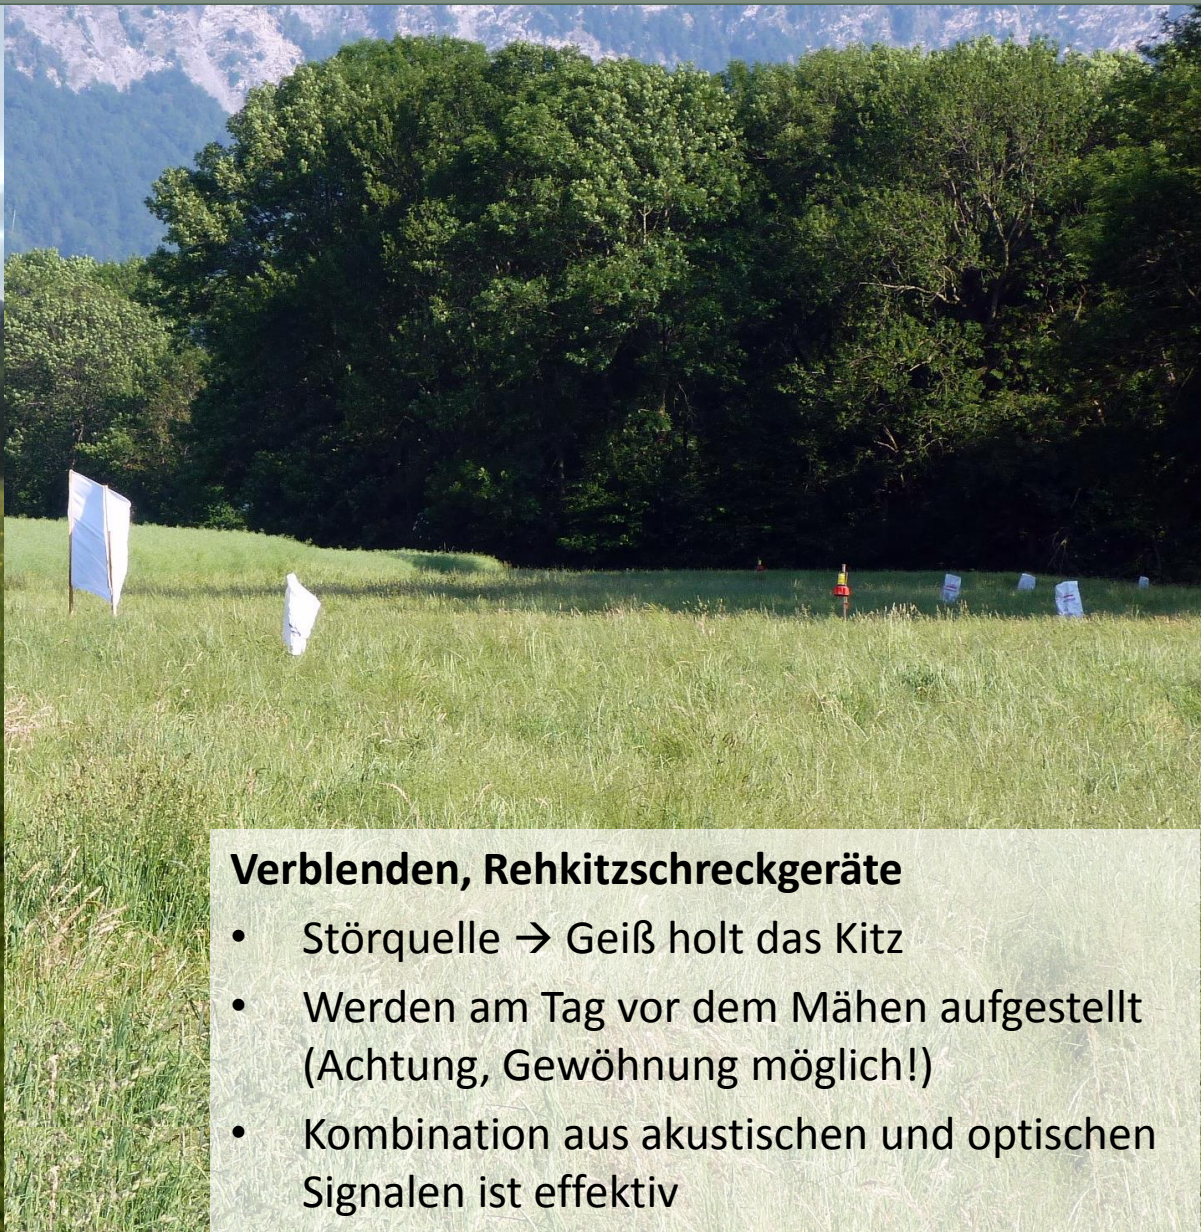 Verblenden, Rehkitzschreckgeräte
• Störquelle → Geiß holt das Kitz
• Werden am Tag vor dem Mähen aufgestellt
(Achtung, Gewöhnung möglich!)
• Kombination aus akustischen und optischen
Signalen ist effektiv